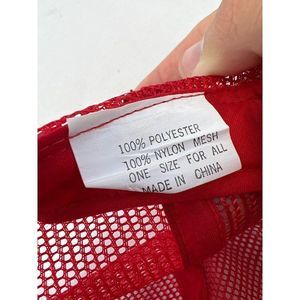 100% POLYESTER
100% NYLON MESH
ONE SIZE FOR ALL
MADE IN CHINA